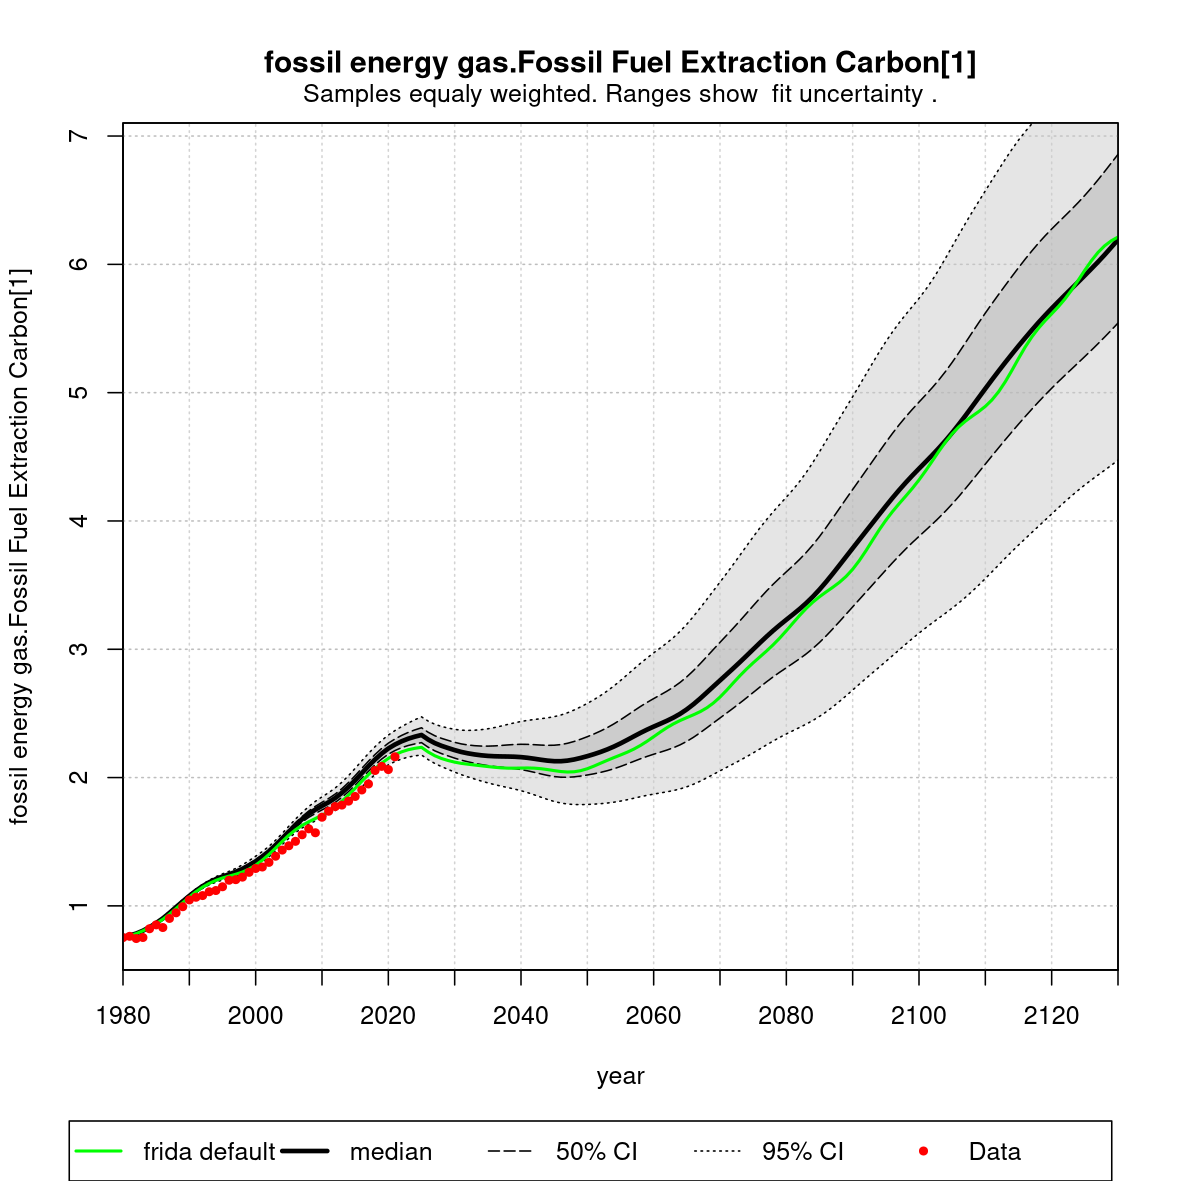 fossil energy gas.Fossil Fuel Extraction Carbon[1]
Samples equaly weighted. Ranges show  fit uncertainty .
fossil energy gas.Fossil Fuel Extraction Carbon[1]
7
6
5
4
3
2
1
1980 2000 2020 2040 2060 2080 2100 2120
year
frida default median 50% CI 95% CI Data